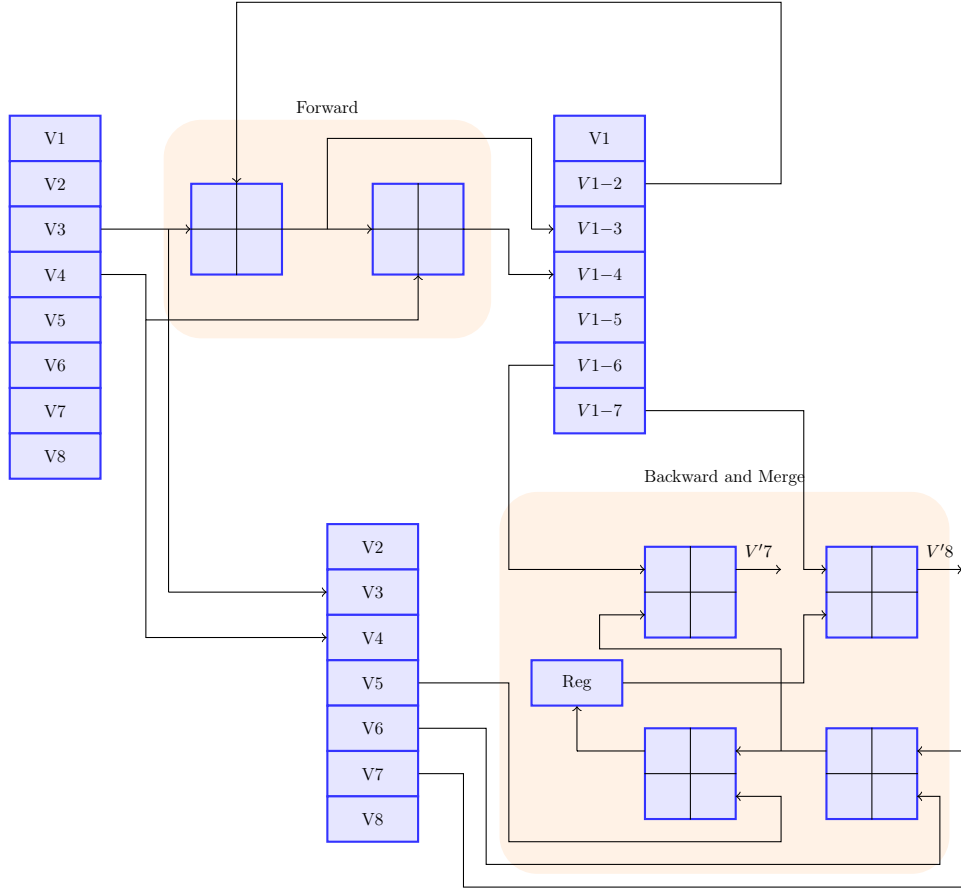 Forward
V1
V2
V3
V4
V5
V6
V7
V8
V1
V1−2
V1−3
V1−4
V1−5
V1−6
V1−7
Backward and Merge
V2
V3
V4
V5
V6
V7
V8
V′7
V′8
Reg